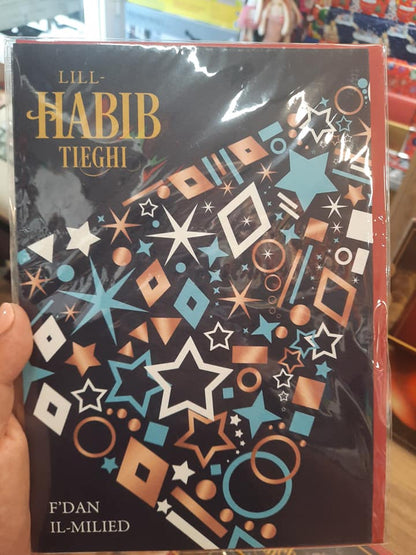 LILL-
HABIB
TIEGHI
F'DAN
IL-MILIED